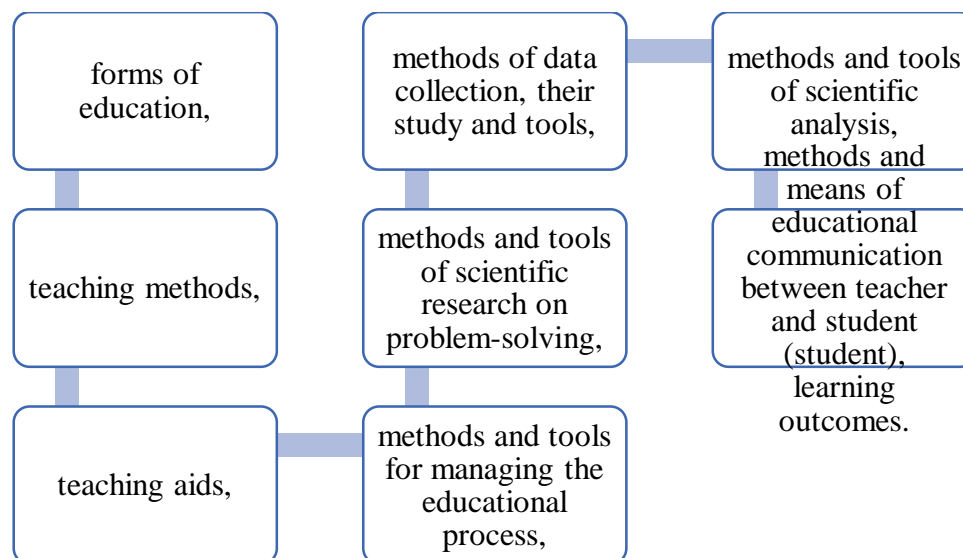 forms of
education,
teaching methods,
teaching aids,
methods and tools
for managing the
educational
process,
methods and tools
of scientific
research on
problem-solving,
methods of data
collection, their
study and tools,
methods and tools
of scientific
analysis,
methods and
means of
educational
communication
between teacher
and student
(student),
learning
outcomes.